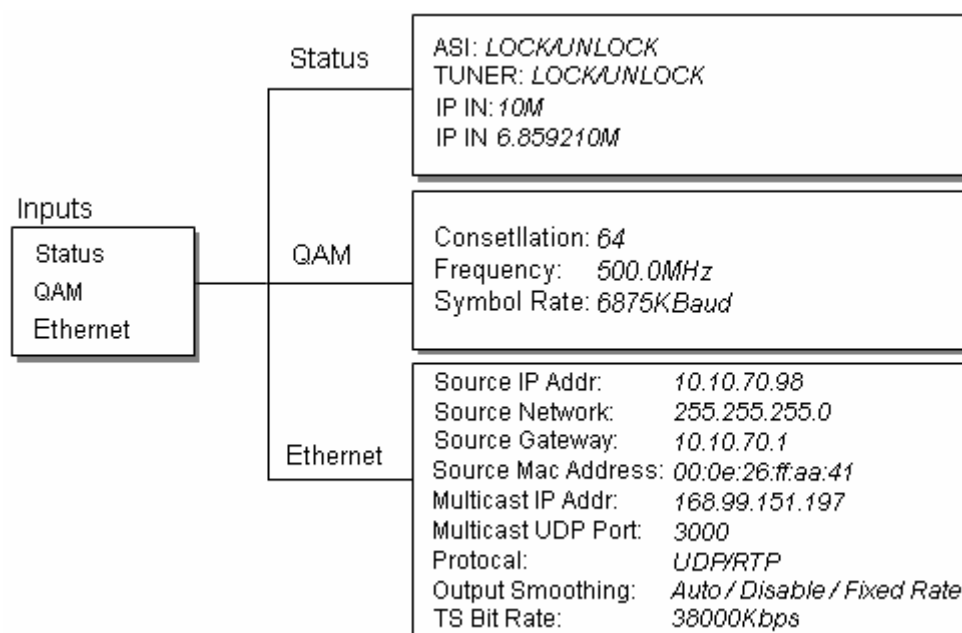 Inputs
Status
QAM
Ethernet
Status
ASI: LOCK/UNLOCK
TUNER: LOCK/UNLOCK
IP IN: 10M
IP IN 6.859210M
QAM
Consetllation: 64
Frequency: 500.0MHz
Symbol Rate: 6875KBaud
Ethernet
Source IP Addr: 10.10.70.98
Source Network: 255.255.255.0
Source Gateway: 10.10.70.1
Source Mac Address: 00:0e:26:ff:aa:41
Multicast IP Addr: 168.99.151.197
Multicast UDP Port: 3000
Protocal: UDP/RTP
Output Smoothing: Auto / Disable / Fixed Rate
TS Bit Rate: 38000Kbps